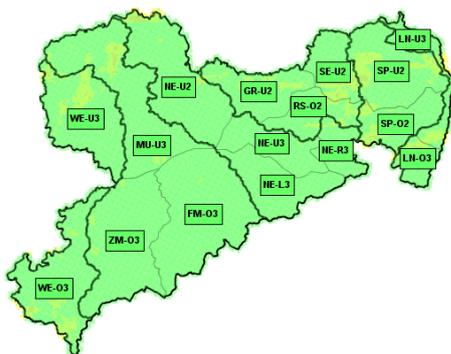 LN-U3
SE-U2
SP-U2
NE-U2
GR-U2
RS-O2
WE-U3
SP-O2
MU-U3
NE-U3
NE-R3
LN-O3
NE-L3
FM-O3
ZM-O3
WE-O3